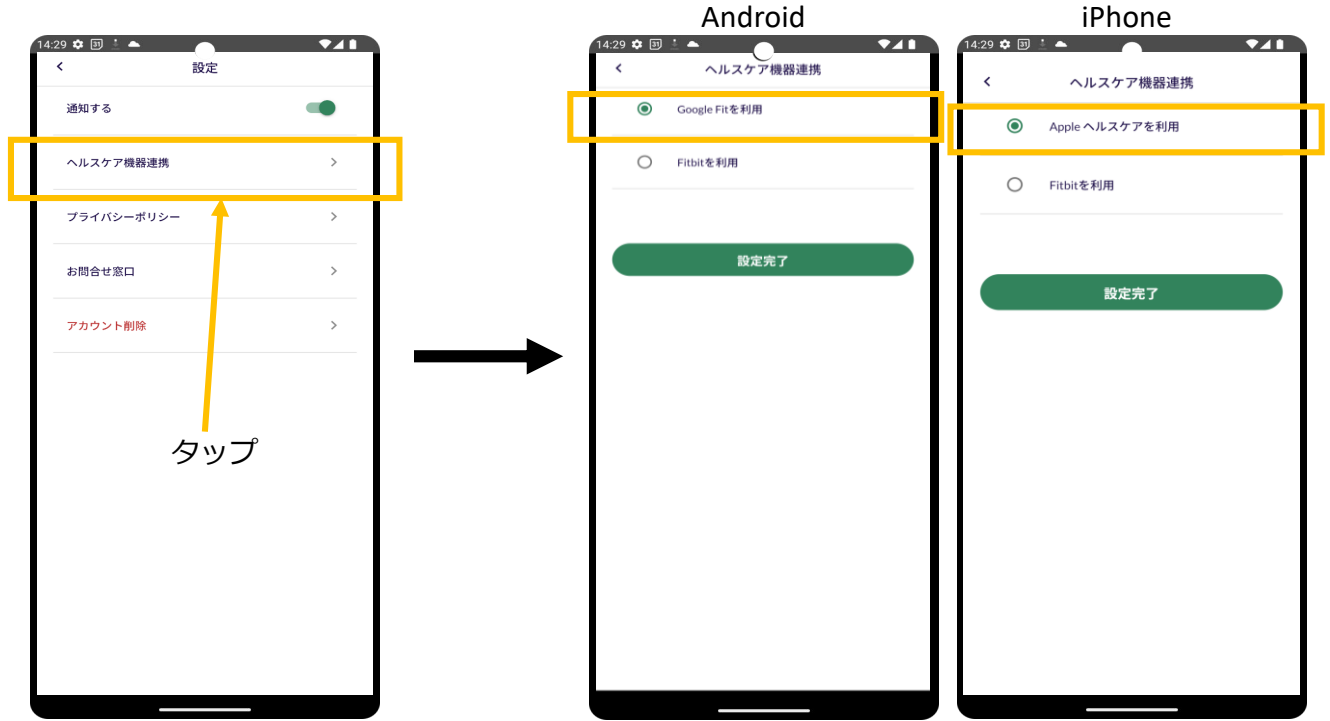 Android
iPhone
14:29
設定
通知する
ヘルスケア機器連携
プライバシーポリシー
お問合せ窓口
アカウント削除
タップ
14:29
ヘルスケア機器連携
Google Fitを利用
Fitbitを利用
設定完了
14:29
ヘルスケア機器連携
Apple ヘルスケアを利用
Fitbitを利用
設定完了